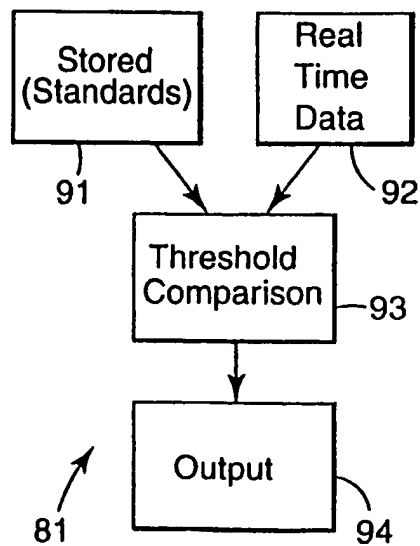 Stored
(Standards)
Real
Time
Data
91
92
Threshold
Comparison
93
Output
81
94